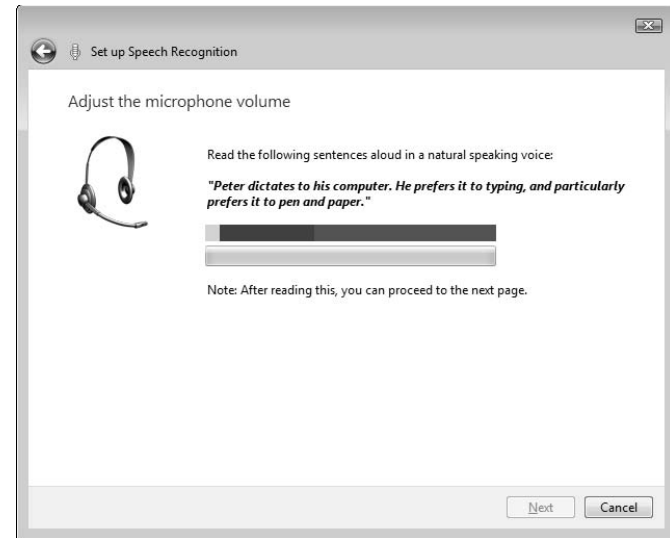 Set up Speech Recognition
Adjust the microphone volume
Read the following sentences aloud in a natural speaking voice:
"Peter dictates to his computer. He prefers it to typing, and particularly
prefers it to pen and paper."
Note: After reading this, you can proceed to the next page.
Next Cancel